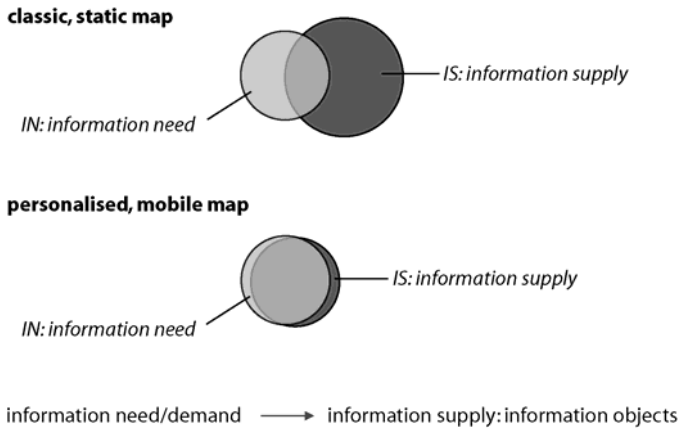 classic, static map
IS: information supply
IN: information need
personalised, mobile map
IS: information supply
IN: information need
information need/demand → information supply: information objects